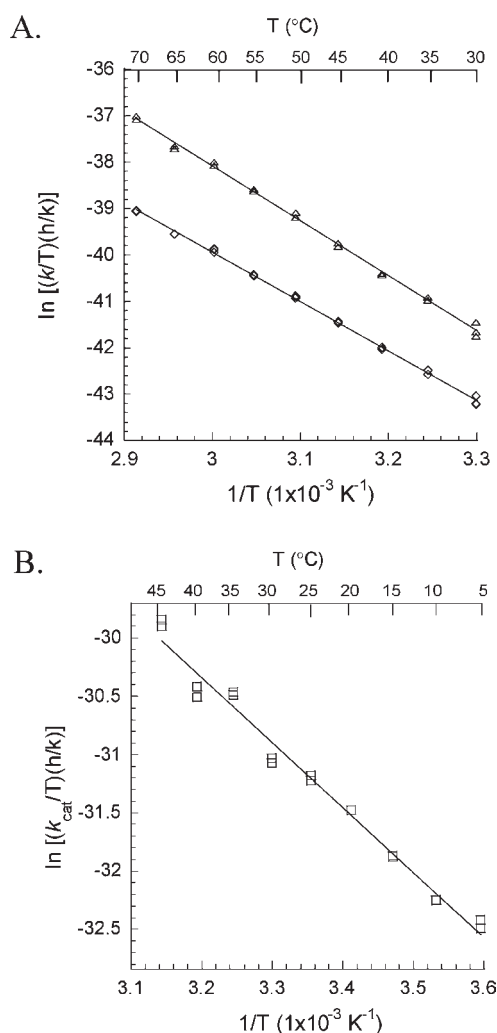 A.
T (°C)
70 65 60 55 50 45 40 35 30
-36
-37
-38
-39
-40
-41
-42
-43
-44
ln [(k/T)(h/k)]
2.9 3 3.1 3.2 3.3
1/T (1x10⁻³ K⁻¹)
B.
T (°C)
45 40 35 30 25 20 15 10 5
-30
-30.5
-31
-31.5
-32
-32.5
ln [(k_cat/T)(h/k)]
3.1 3.2 3.3 3.4 3.5 3.6
1/T (1x10⁻³ K⁻¹)